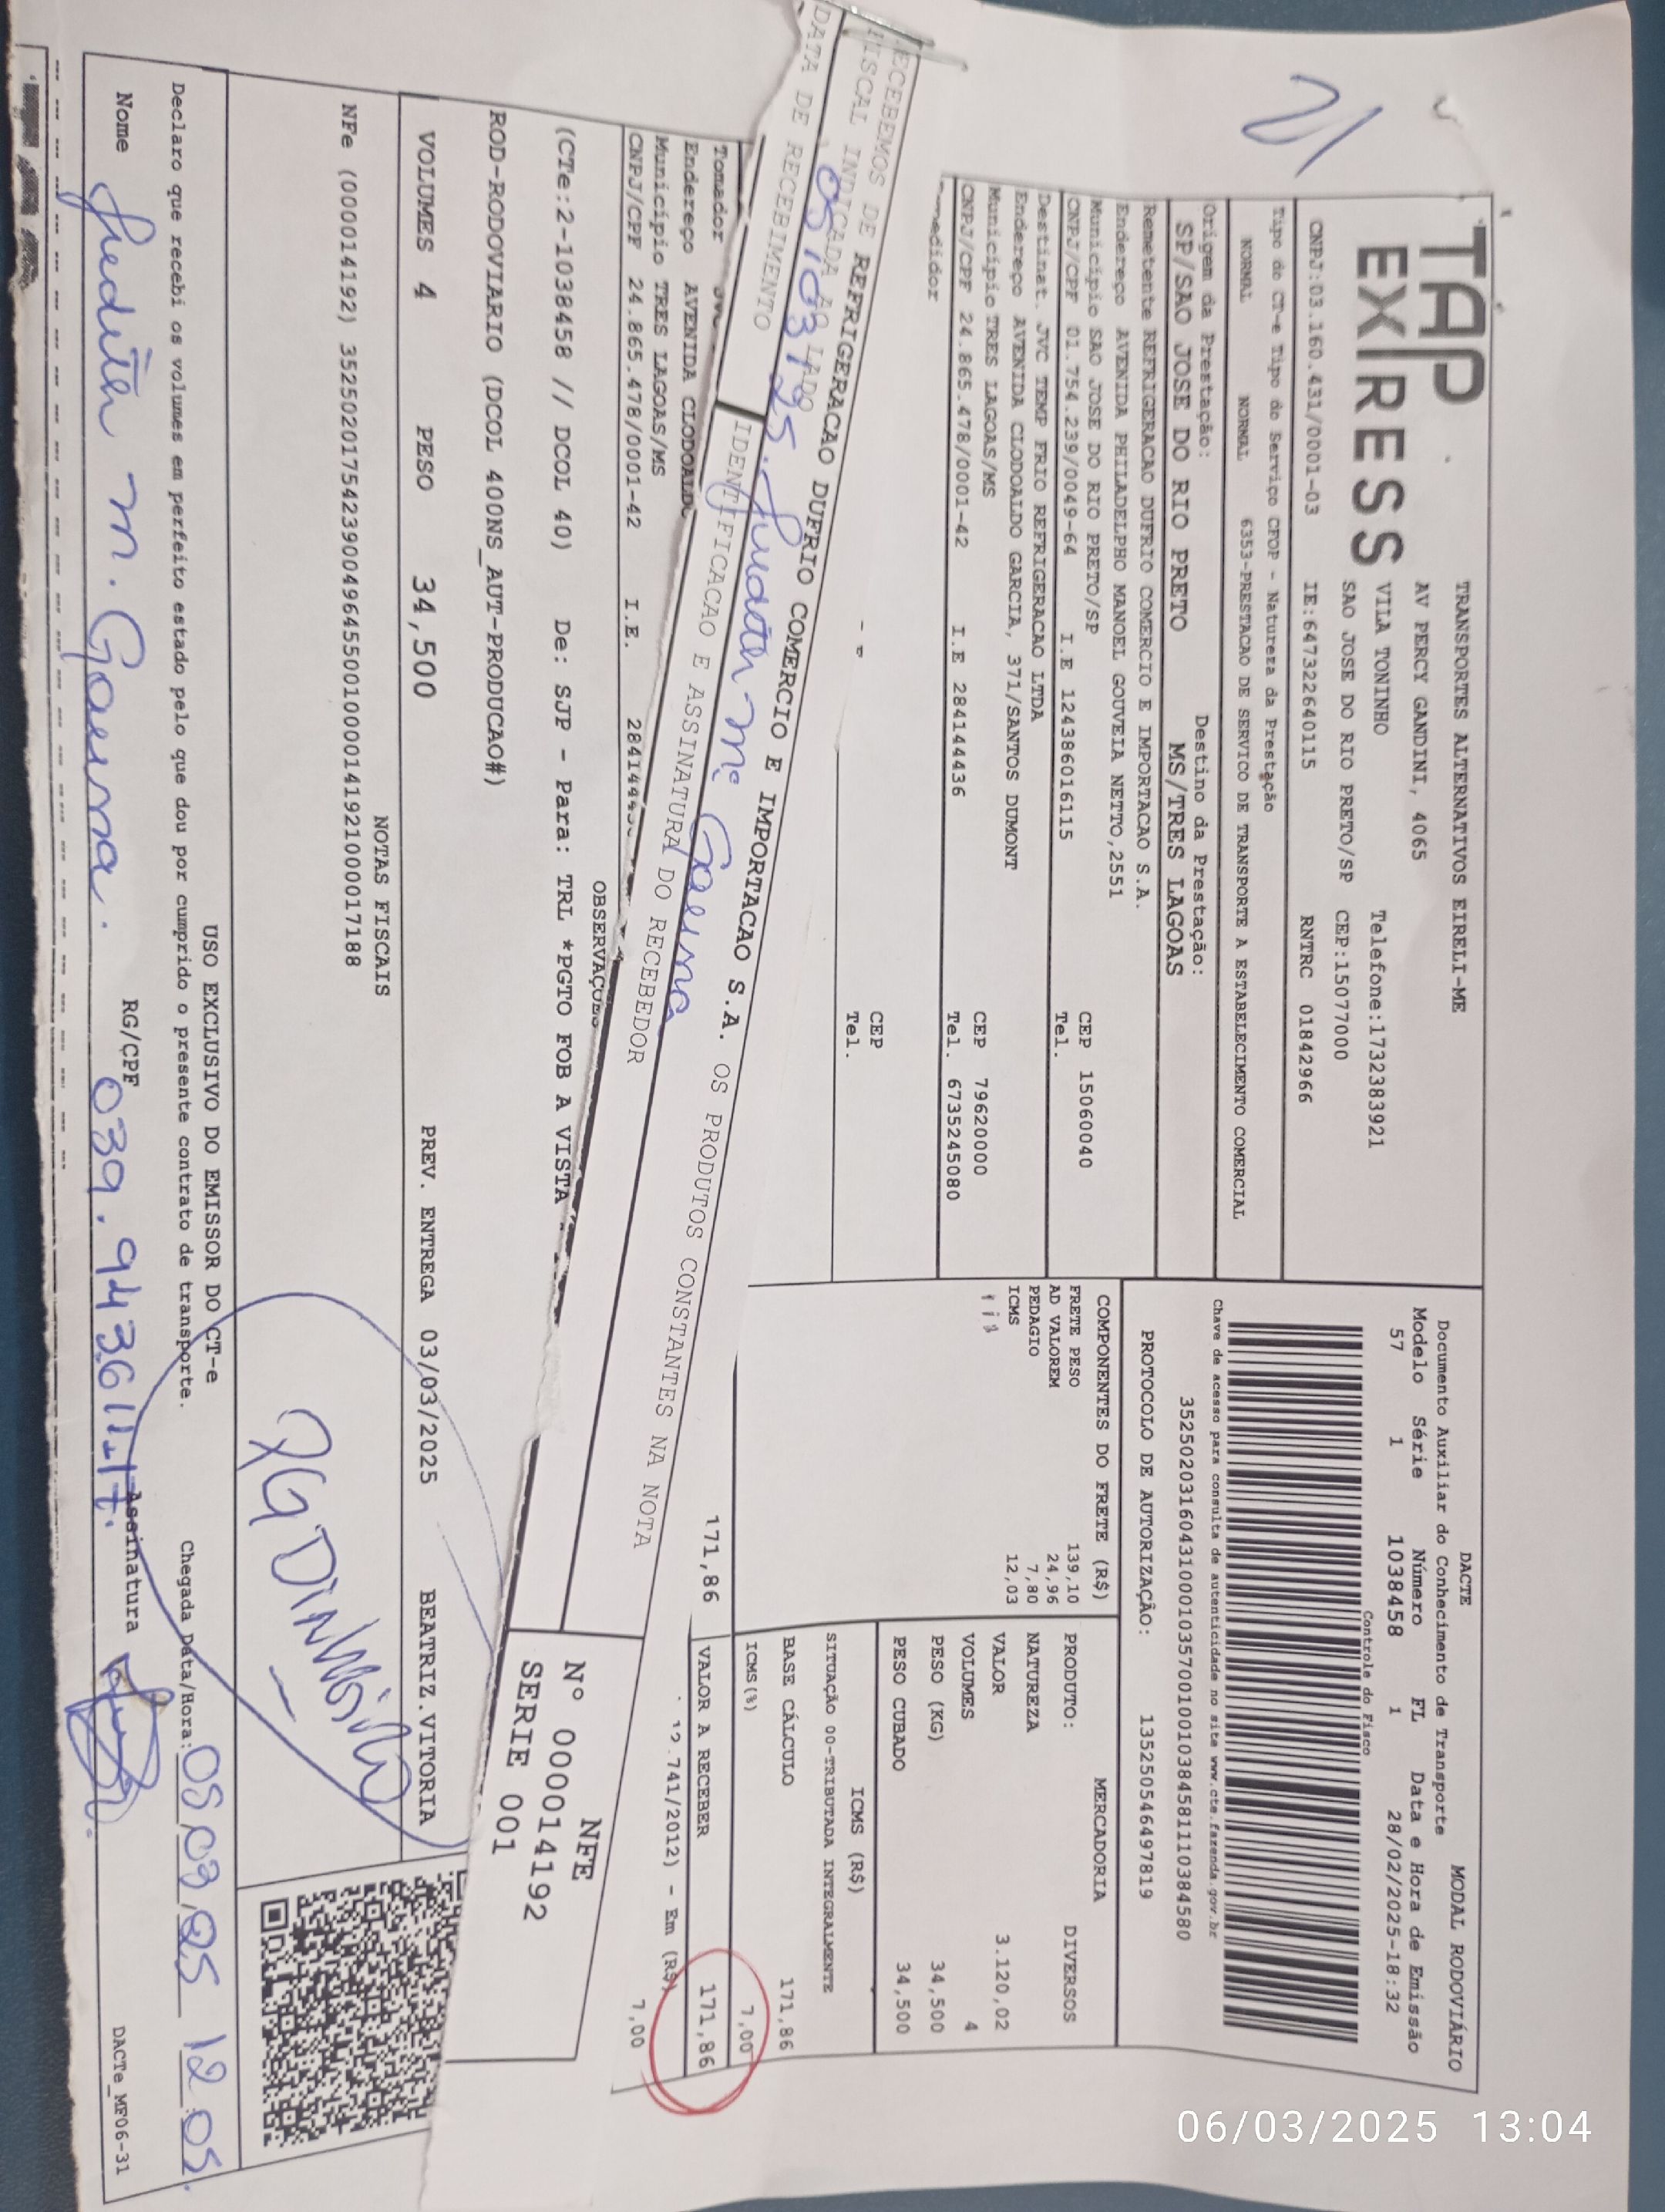 TAP
EXPRESS
TRANSPORTES ALTERNATIVOS EIRELI-ME
AV PERCY GANDINI, 4065
VILA TONINHO Telefone:1732383921
SAO JOSE DO RIO PRETO/SP CEP:15077000
CNPJ:03.160.431/0001-03 IE:647322640115 RNTRC 01842966
DACTE MODAL RODOVIÁRIO
Documento Auxiliar do Conhecimento de Transporte
Modelo Série Número FL Data e Hora de Emissão
57 1 1038458 1 28/02/2025-18:32
Controle do Fisco
Chave de acesso para consulta de autenticidade no site www.cte.fazenda.gov.br
35250203160431000103570010010384581110384580
PROTOCOLO DE AUTORIZAÇÃO: 135250546497819
Tipo do CT-e Tipo do Serviço CFOP - Natureza da Prestação
NORMAL NORMAL 6353-PRESTACAO DE SERVICO DE TRANSPORTE A ESTABELECIMENTO COMERCIAL
Origem da Prestação: Destino da Prestação:
SP/SAO JOSE DO RIO PRETO MS/TRES LAGOAS
Remetente REFRIGERACAO DUFRIO COMERCIO E IMPORTACAO S.A.
Endereço AVENIDA PHILADELPHO MANOEL GOUVEIA NETTO,2551
Município SAO JOSE DO RIO PRETO/SP CEP 15060040
CNPJ/CPF 01.754.239/0049-64 I.E 124386016115 Tel.
Destinat. JVC TEMP FRIO REFRIGERACAO LTDA
Endereço AVENIDA CLODOALDO GARCIA, 371/SANTOS DUMONT
Município TRES LAGOAS/MS CEP 79620000
CNPJ/CPF 24.865.478/0001-42 I.E 284144436 Tel. 6735245080
CEP
Tel.
COMPONENTES DO FRETE (R$)
FRETE PESO 139,10
AD VALOREM 24,96
PEDAGIO 7,80
ICMS 12,03
171,86
MERCADORIA
PRODUTO: DIVERSOS
NATUREZA
VALOR 3.120,02
VOLUMES 4
PESO (KG) 34,500
PESO CUBADO 34,500
ICMS (R$)
SITUAÇÃO 00-TRIBUTADA INTEGRALMENTE
BASE CÁLCULO 171,86
ICMS(%) 7,00
VALOR A RECEBER 171,86
12.741/2012) - Em (R$)
7,00
RECEBEMOS DE REFRIGERACAO DUFRIO COMERCIO E IMPORTACAO S.A. OS PRODUTOS CONSTANTES NA NOTA
FISCAL INDICADA AO LADO
DATA DE RECEBIMENTO IDENTIFICACAO E ASSINATURA DO RECEBEDOR
05/03/25.
NFE
Nº 000014192
SERIE 001
Tomador
Endereço AVENIDA CLODOALDO
Município TRES LAGOAS/MS
CNPJ/CPF 24.865.478/0001-42 I.E.
OBSERVAÇÕES
(CTe:2-1038458 // DCOL 40) De: SJP - Para: TRL *PGTO FOB A VISTA
ROD-RODOVIARIO (DCOL 400NS_AUT-PRODUCAO#)
VOLUMES 4 PESO 34,500 PREV. ENTREGA 03/03/2025 BEATRIZ.VITORIA
NOTAS FISCAIS
NFe (000014192) 35250201754239004964550010000141921000017188
USO EXCLUSIVO DO EMISSOR DO CT-e
Declaro que recebi os volumes em perfeito estado pelo que dou por cumprido o presente contrato de transporte. Chegada Data/Hora: 05/03/25 12:05
Nome RG/CPF 039.943611-17. Assinatura
DACTe_MF06-31
06/03/2025 13:04